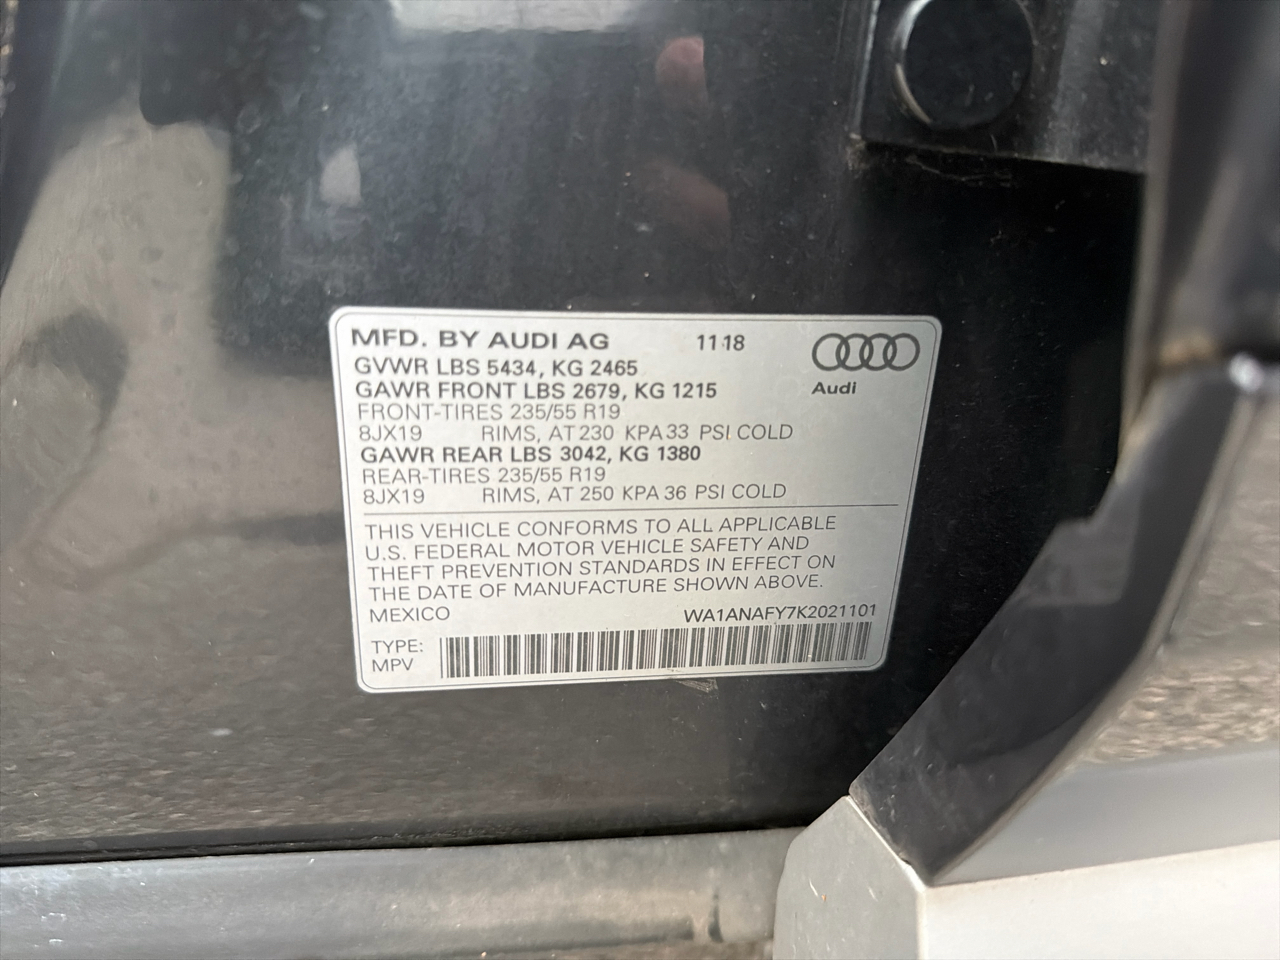 MFD. BY AUDI AG 11 18
GVWR LBS 5434, KG 2465
GAWR FRONT LBS 2679, KG 1215
Audi
FRONT-TIRES 235/55 R19
8JX19 RIMS, AT 230 KPA 33 PSI COLD
GAWR REAR LBS 3042, KG 1380
REAR-TIRES 235/55 R19
8JX19 RIMS, AT 250 KPA 36 PSI COLD
THIS VEHICLE CONFORMS TO ALL APPLICABLE
U.S. FEDERAL MOTOR VEHICLE SAFETY AND
THEFT PREVENTION STANDARDS IN EFFECT ON
THE DATE OF MANUFACTURE SHOWN ABOVE.
MEXICO WA1ANAFY7K2021101
TYPE:
MPV